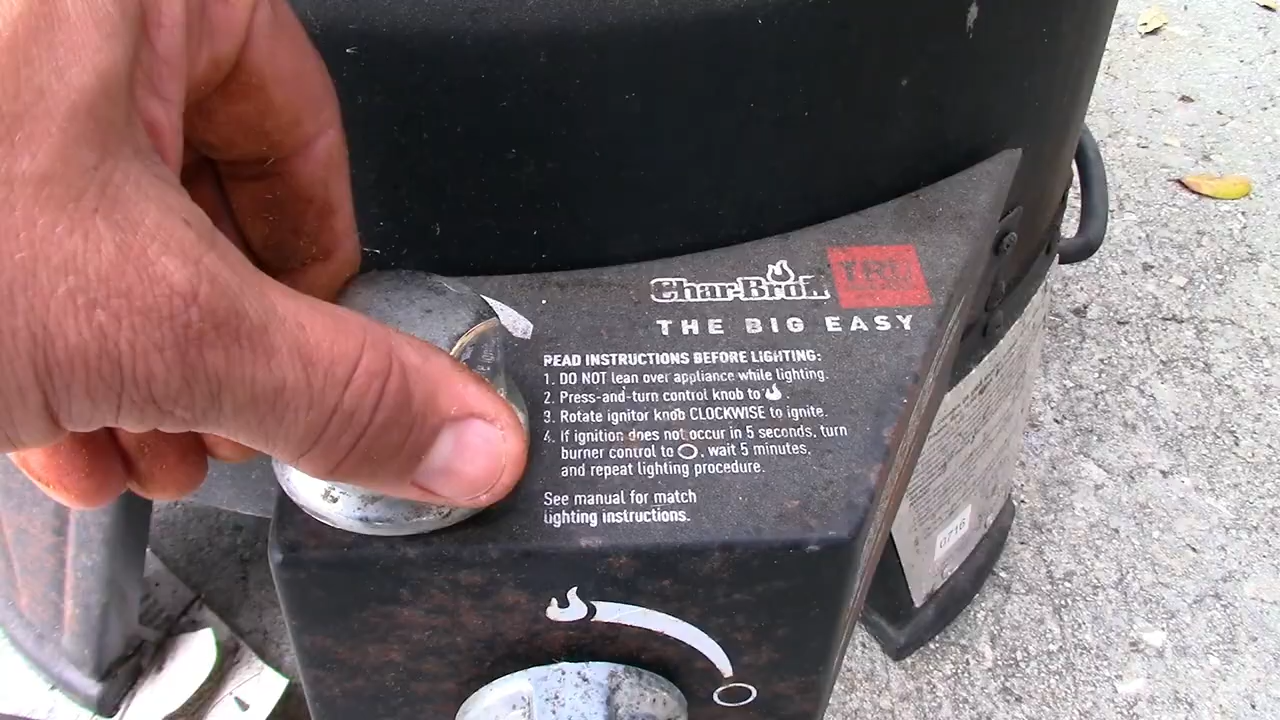 Char-Broil TRU
THE BIG EASY
READ INSTRUCTIONS BEFORE LIGHTING:
1. DO NOT lean over appliance while lighting.
2. Press-and-turn control knob to .
3. Rotate ignitor knob CLOCKWISE to ignite.
4. If ignition does not occur in 5 seconds, turn
burner control to , wait 5 minutes,
and repeat lighting procedure.
See manual for match
lighting instructions.
0716